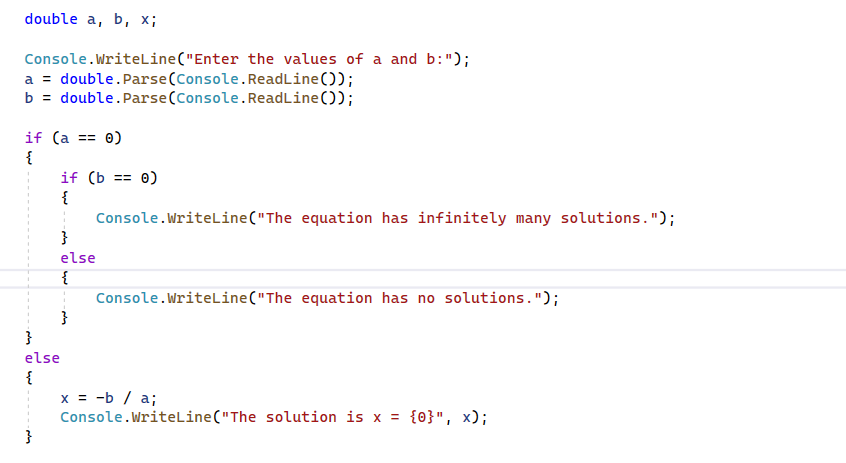 double a, b, x;
Console.WriteLine("Enter the values of a and b:");
a = double.Parse(Console.ReadLine());
b = double.Parse(Console.ReadLine());
if (a == 0)
{
if (b == 0)
{
Console.WriteLine("The equation has infinitely many solutions.");
}
else
{
Console.WriteLine("The equation has no solutions.");
}
}
else
{
x = -b / a;
Console.WriteLine("The solution is x = {0}", x);
}